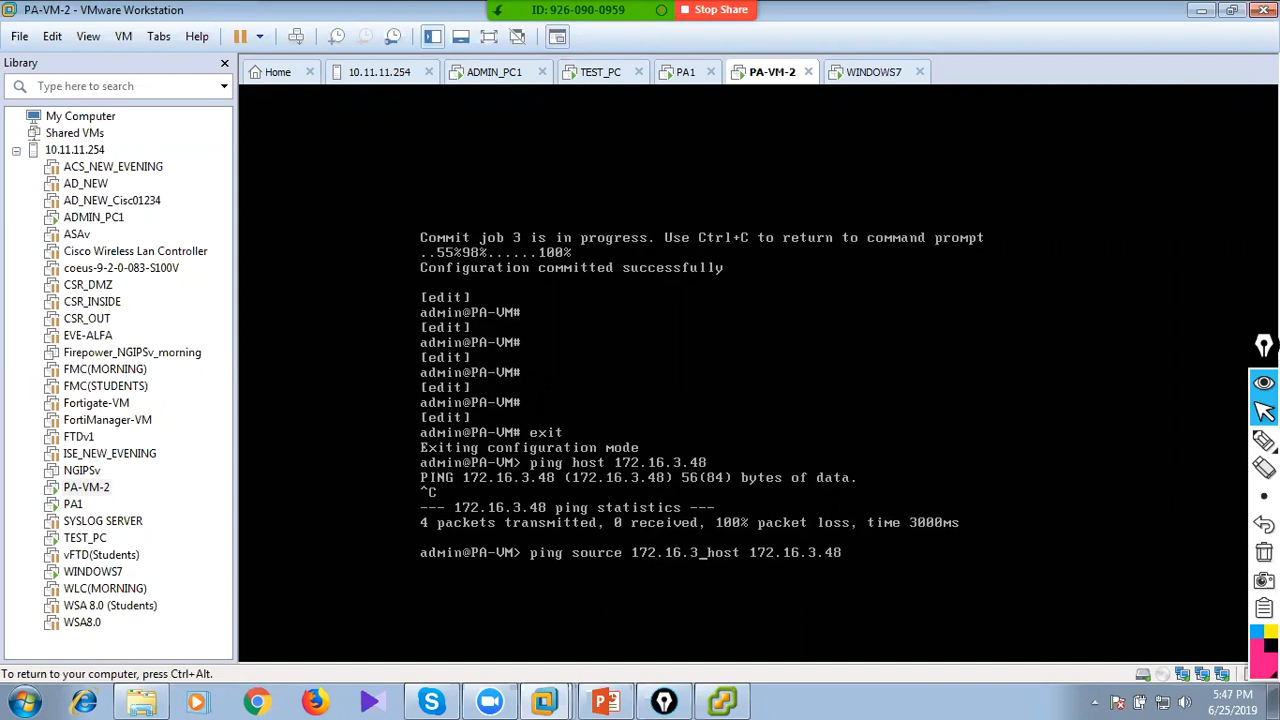 PA-VM-2 - VMware Workstation
ID: 926-090-0959
Stop Share
File Edit View VM Tabs Help
Library
Type here to search
My Computer
Shared VMs
10.11.11.254
ACS_NEW_EVENING
AD_NEW
AD_NEW_Cisc01234
ADMIN_PC1
ASAv
Cisco Wireless Lan Controller
coeus-9-2-0-083-S100V
CSR_DMZ
CSR_INSIDE
CSR_OUT
EVE-ALFA
Firepower_NGIPSv_morning
FMC(MORNING)
FMC(STUDENTS)
Fortigate-VM
FortiManager-VM
FTDv1
ISE_NEW_EVENING
NGIPSv
PA-VM-2
PA1
SYSLOG SERVER
TEST_PC
vFTD(Students)
WINDOWS7
WLC(MORNING)
WSA 8.0 (Students)
WSA8.0
Home 10.11.11.254 ADMIN_PC1 TEST_PC PA1 PA-VM-2 WINDOWS7
Commit job 3 is in progress. Use Ctrl+C to return to command prompt
..55%98%......100%
Configuration committed successfully
[edit]
admin@PA-VM#
[edit]
admin@PA-VM#
[edit]
admin@PA-VM#
[edit]
admin@PA-VM#
[edit]
admin@PA-VM# exit
Exiting configuration mode
admin@PA-VM> ping host 172.16.3.48
PING 172.16.3.48 (172.16.3.48) 56(84) bytes of data.
^C
--- 172.16.3.48 ping statistics ---
4 packets transmitted, 0 received, 100% packet loss, time 3000ms
admin@PA-VM> ping source 172.16.3_host 172.16.3.48
To return to your computer, press Ctrl+Alt.
5:47 PM
6/25/2019